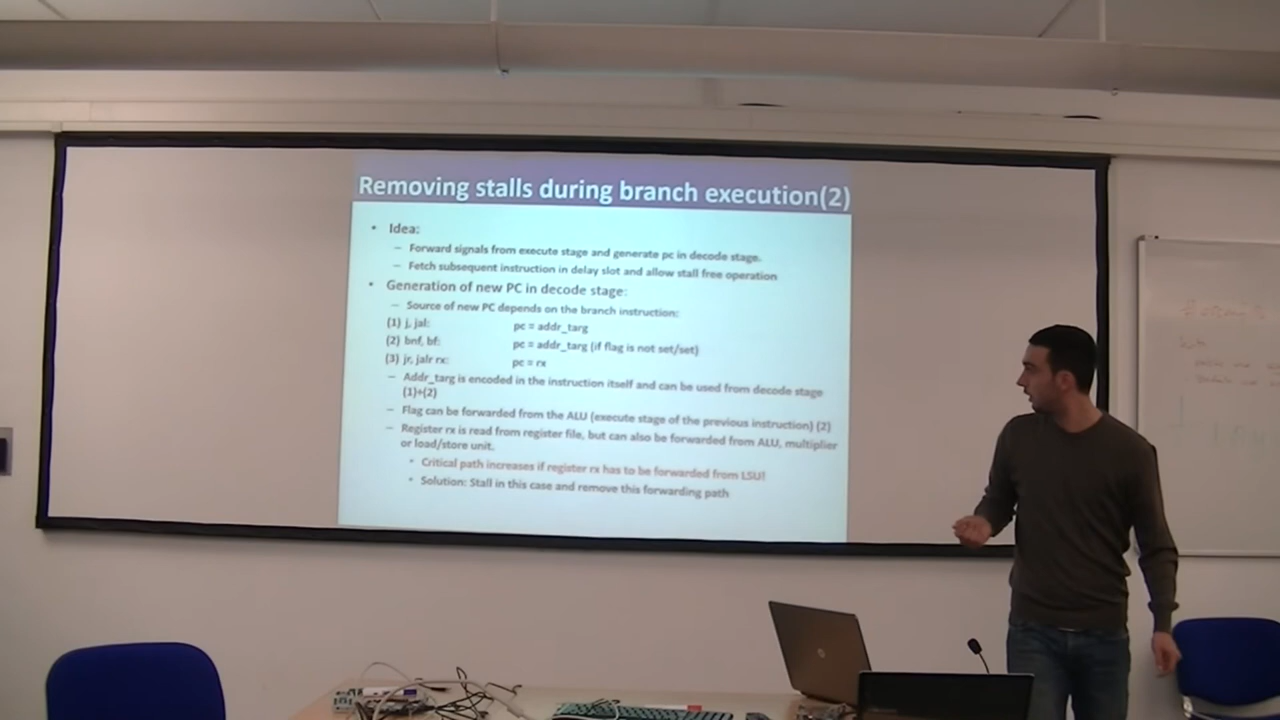 Removing stalls during branch execution(2)
• Idea:
– Forward signals from execute stage and generate pc in decode stage.
– Fetch subsequent instruction in delay slot and allow stall free operation
• Generation of new PC in decode stage:
– Source of new PC depends on the branch instruction:
(1) j, jal: pc = addr_targ
(2) bnf, bf: pc = addr_targ (if flag is not set/set)
(3) jr, jalr rx: pc = rx
– Addr_targ is encoded in the instruction itself and can be used from decode stage
(1)+(2)
– Flag can be forwarded from the ALU (execute stage of the previous instruction) (2)
– Register rx is read from register file, but can also be forwarded from ALU, multiplier
or load/store unit.
• Critical path increases if register rx has to be forwarded from LSU!
• Solution: Stall in this case and remove this forwarding path